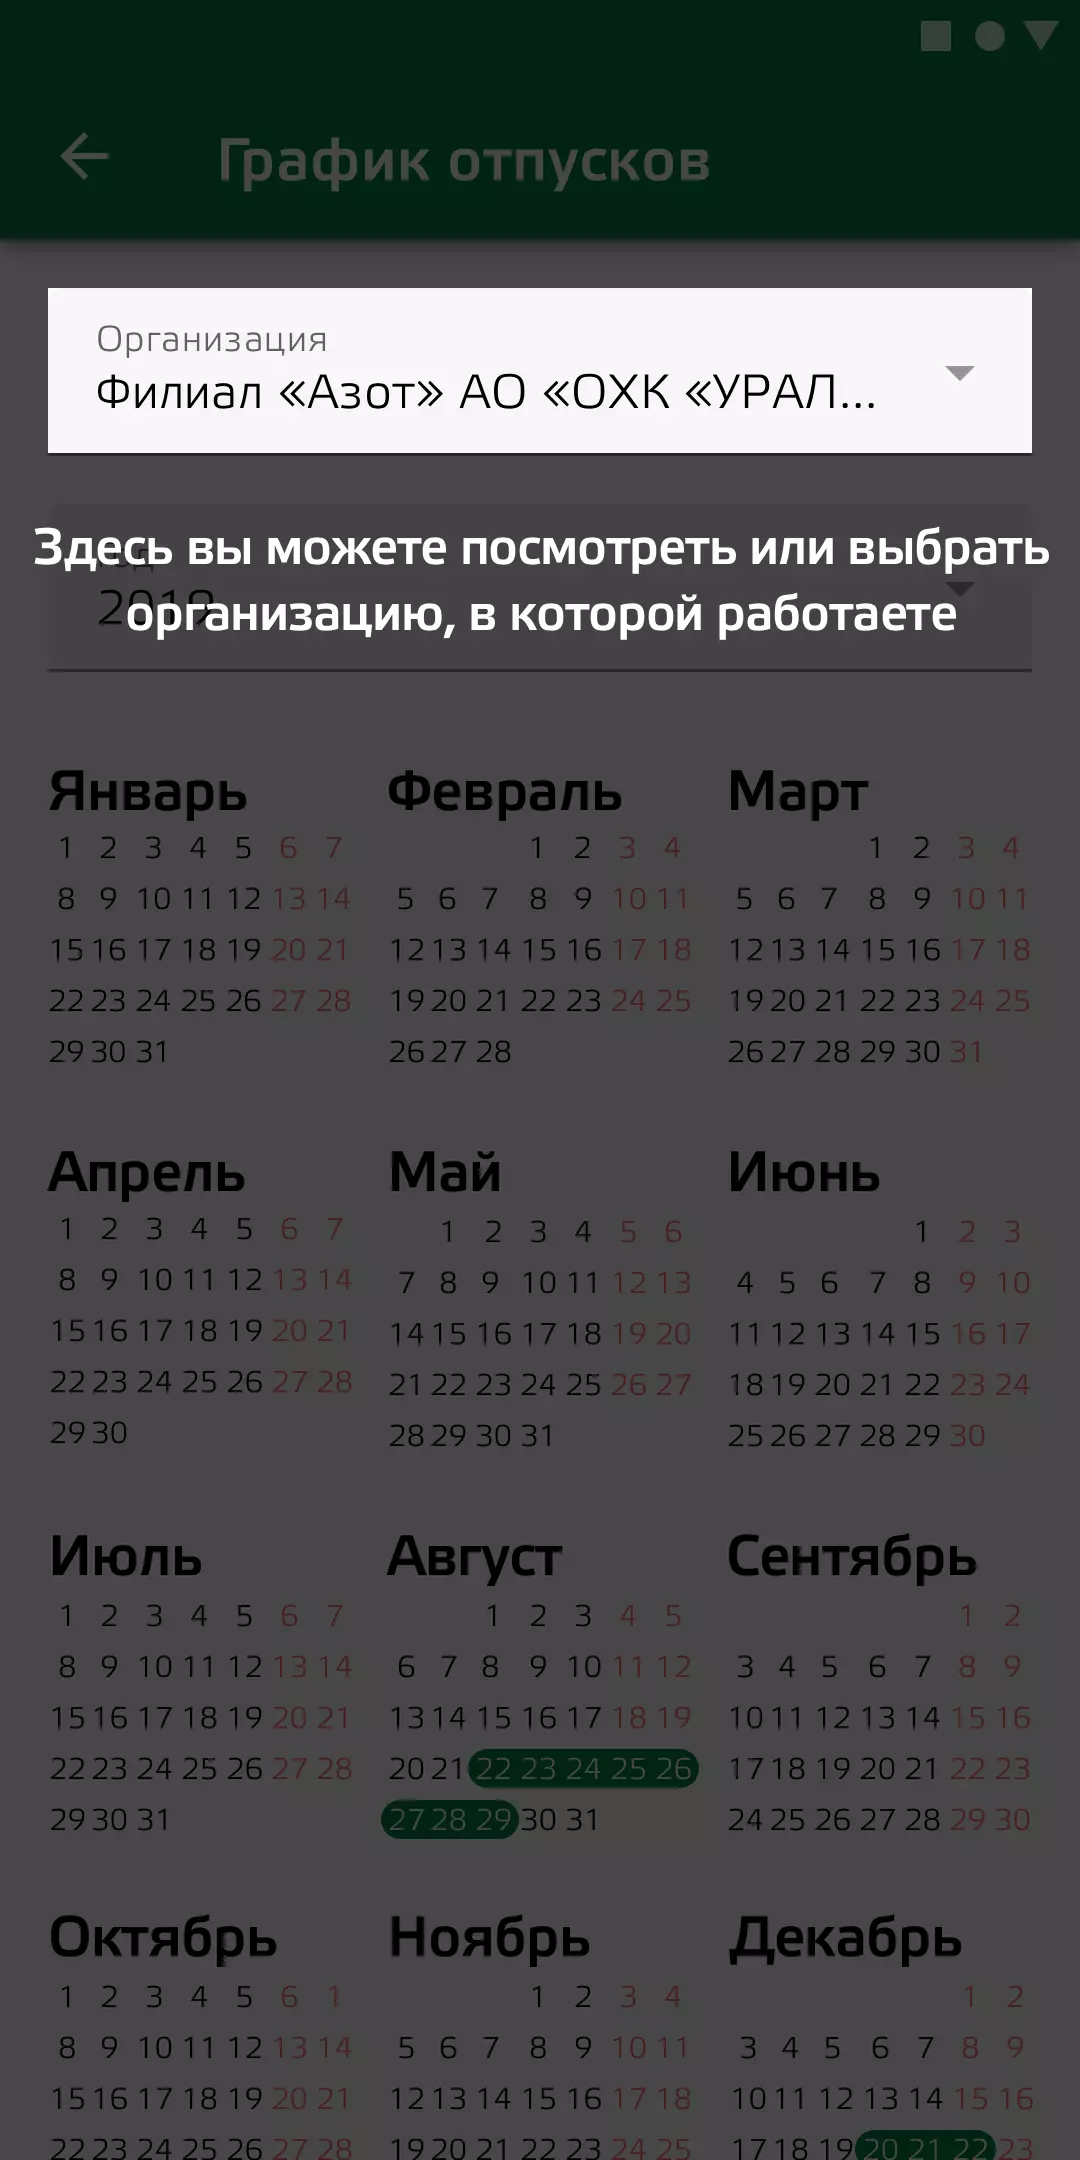 График отпусков
Организация
Филиал «Азот» АО «ОХК «УРАЛ...
Здесь вы можете посмотреть или выбрать
2019
организацию, в которой работаете
Январь Февраль Март
1 2 3 4 5 6 7 1 2 3 4 1 2 3 4
8 9 10 11 12 13 14 5 6 7 8 9 10 11 5 6 7 8 9 10 11
15 16 17 18 19 20 21 12 13 14 15 16 17 18 12 13 14 15 16 17 18
22 23 24 25 26 27 28 19 20 21 22 23 24 25 19 20 21 22 23 24 25
29 30 31 26 27 28 26 27 28 29 30 31
Апрель Май Июнь
1 2 3 4 5 6 7 1 2 3 4 5 6 1 2 3
8 9 10 11 12 13 14 7 8 9 10 11 12 13 4 5 6 7 8 9 10
15 16 17 18 19 20 21 14 15 16 17 18 19 20 11 12 13 14 15 16 17
22 23 24 25 26 27 28 21 22 23 24 25 26 27 18 19 20 21 22 23 24
29 30 28 29 30 31 25 26 27 28 29 30
Июль Август Сентябрь
1 2 3 4 5 6 7 1 2 3 4 5 1 2
8 9 10 11 12 13 14 6 7 8 9 10 11 12 3 4 5 6 7 8 9
15 16 17 18 19 20 21 13 14 15 16 17 18 19 10 11 12 13 14 15 16
22 23 24 25 26 27 28 20 21 22 23 24 25 26 17 18 19 20 21 22 23
29 30 31 27 28 29 30 31 24 25 26 27 28 29 30
Октябрь Ноябрь Декабрь
1 2 3 4 5 6 1 1 2 3 4 1 2
8 9 10 11 12 13 14 5 6 7 8 9 10 11 3 4 5 6 7 8 9
15 16 17 18 19 20 21 12 13 14 15 16 17 18 10 11 12 13 14 15 16
22 23 24 25 26 27 28 19 20 21 22 23 24 25 17 18 19 20 21 22 23